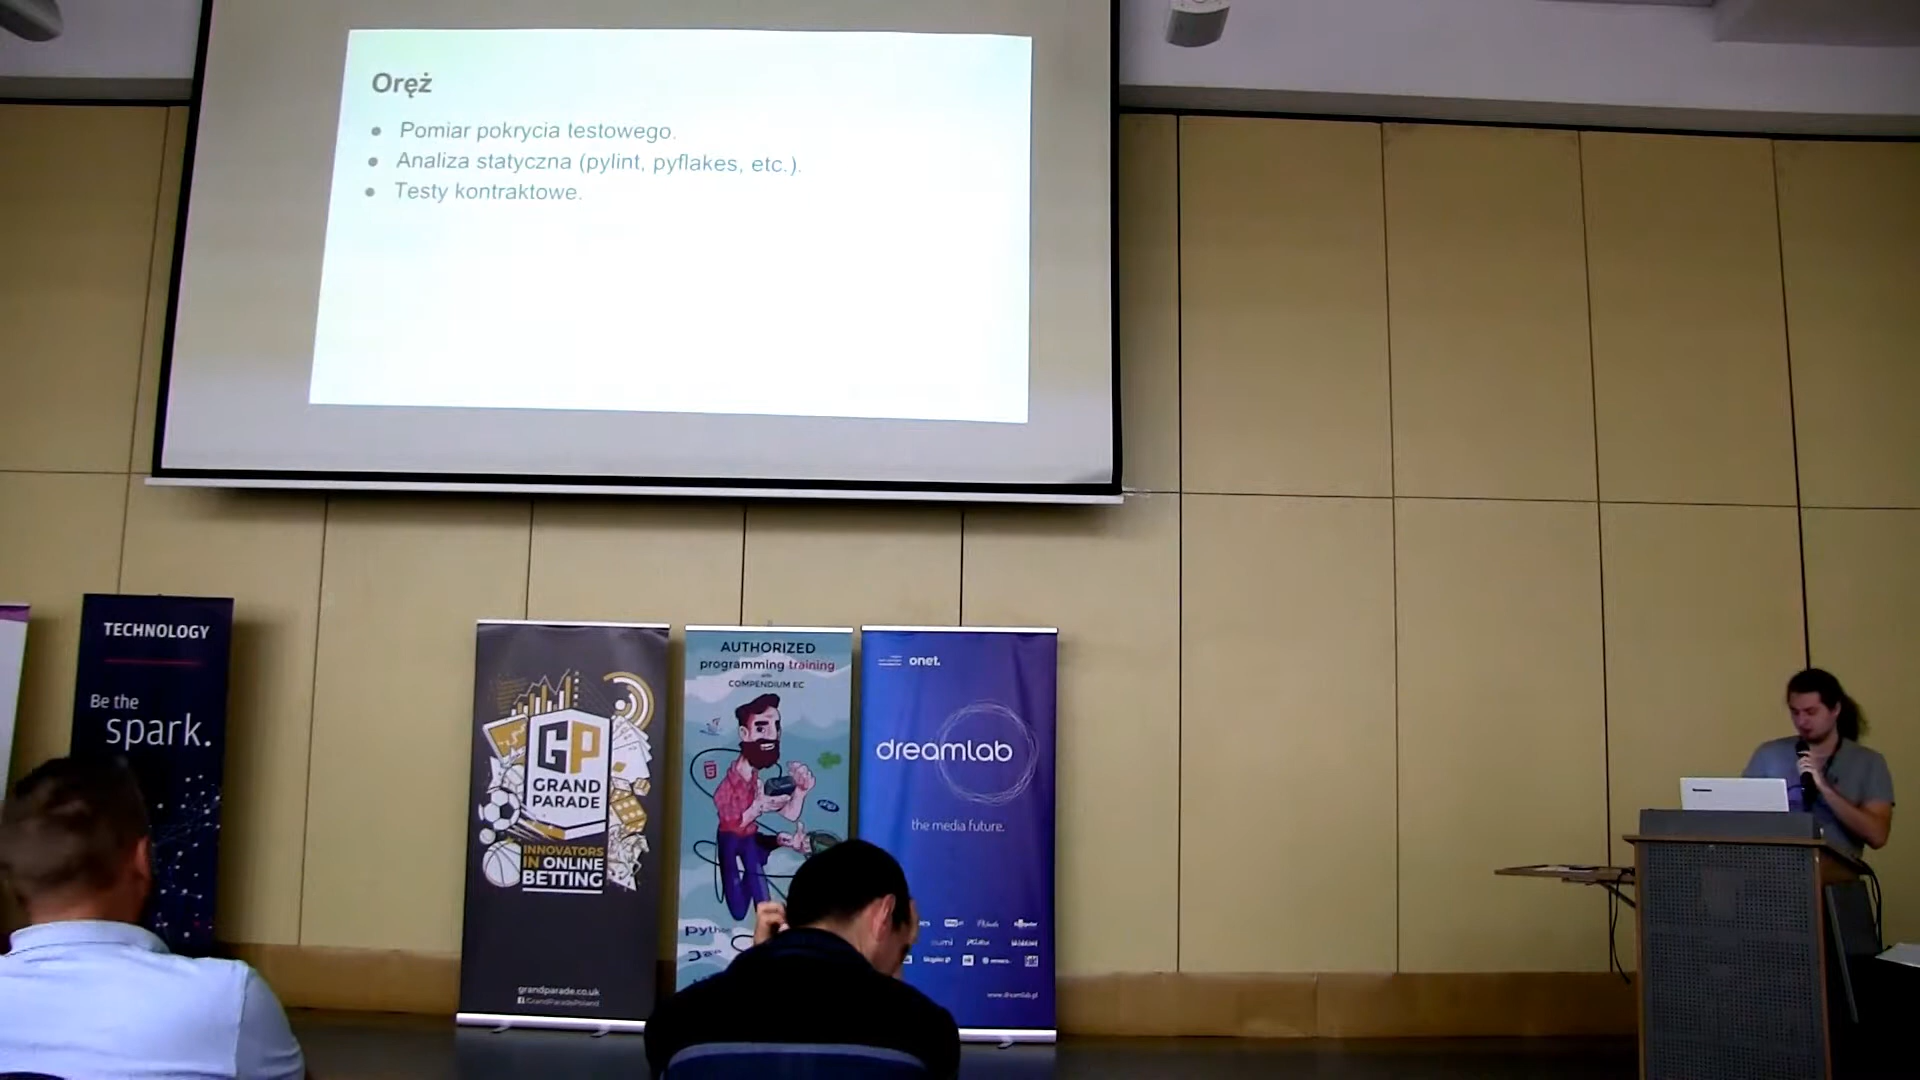 Oręż
Pomiar pokrycia testowego.
Analiza statyczna (pylint, pyflakes, etc.).
Testy kontraktowe.
TECHNOLOGY
Be the
spark.
GP
GRAND
PARADE
INNOVATORS
IN ONLINE
BETTING
grandparade.co.uk
GrandParadePoland
AUTHORIZED
programming training
with
COMPENDIUM EC
onet.
dreamlab
the media future.
www.dreamlab.pl